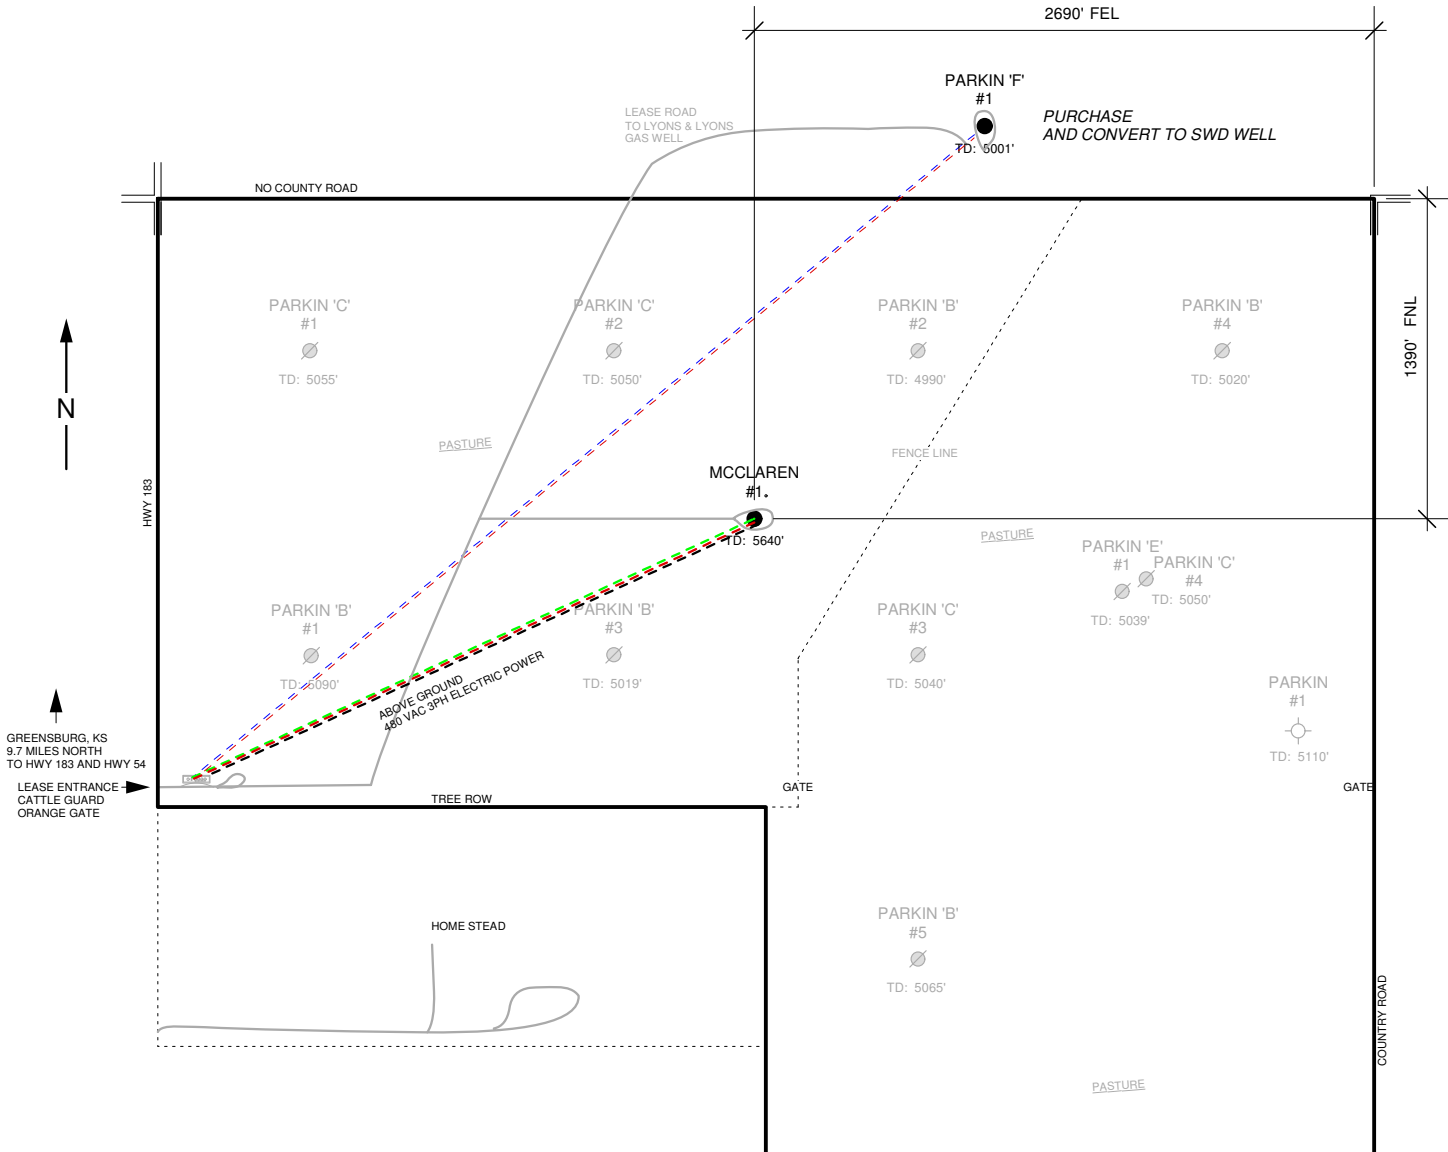 2690' FEL
PARKIN 'F'
#1
PURCHASE
AND CONVERT TO SWD WELL
TD: 5001'
LEASE ROAD
TO LYONS & LYONS
GAS WELL
NO COUNTY ROAD
1390' FNL
PARKIN 'C'
#1
TD: 5055'
PARKIN 'C'
#2
TD: 5050'
PARKIN 'B'
#2
TD: 4990'
PARKIN 'B'
#4
TD: 5020'
N
PASTURE
FENCE LINE
HWY 183
MCCLAREN
#1.
TD: 5640'
PASTURE
PARKIN 'E'
#1
TD: 5039'
PARKIN 'C'
#4
TD: 5050'
PARKIN 'B'
#1
TD: 5090'
PARKIN 'B'
#3
TD: 5019'
PARKIN 'C'
#3
TD: 5040'
ABOVE GROUND
480 VAC 3PH ELECTRIC POWER
PARKIN
#1
TD: 5110'
GREENSBURG, KS
9.7 MILES NORTH
TO HWY 183 AND HWY 54
LEASE ENTRANCE
CATTLE GUARD
ORANGE GATE
TREE ROW
GATE
GATE
HOME STEAD
PARKIN 'B'
#5
TD: 5065'
COUNTRY ROAD
PASTURE